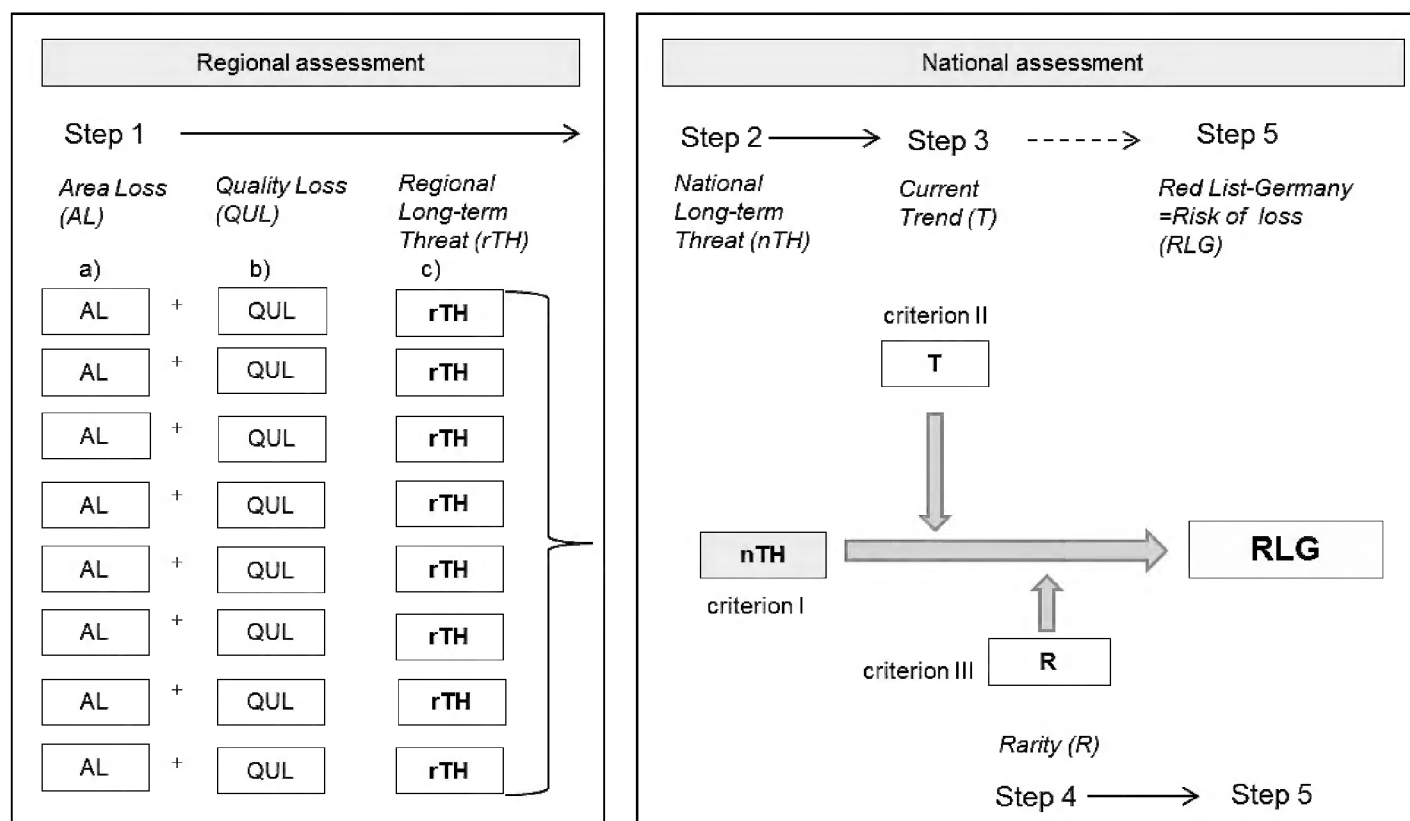 Regional assessment
Step 1
Area Loss
(AL)
Quality Loss
(QUL)
Regional
Long-term
Threat (rTH)
a)
b)
c)
AL + QUL rTH
AL + QUL rTH
AL + QUL rTH
AL + QUL rTH
AL + QUL rTH
AL + QUL rTH
AL + QUL rTH
AL + QUL rTH
National assessment
Step 2
Step 3
Step 5
National
Long-term
Threat (nTH)
Current
Trend (T)
Red List-Germany
=Risk of loss
(RLG)
criterion II
T
nTH
RLG
criterion I
criterion III
R
Rarity (R)
Step 4
Step 5